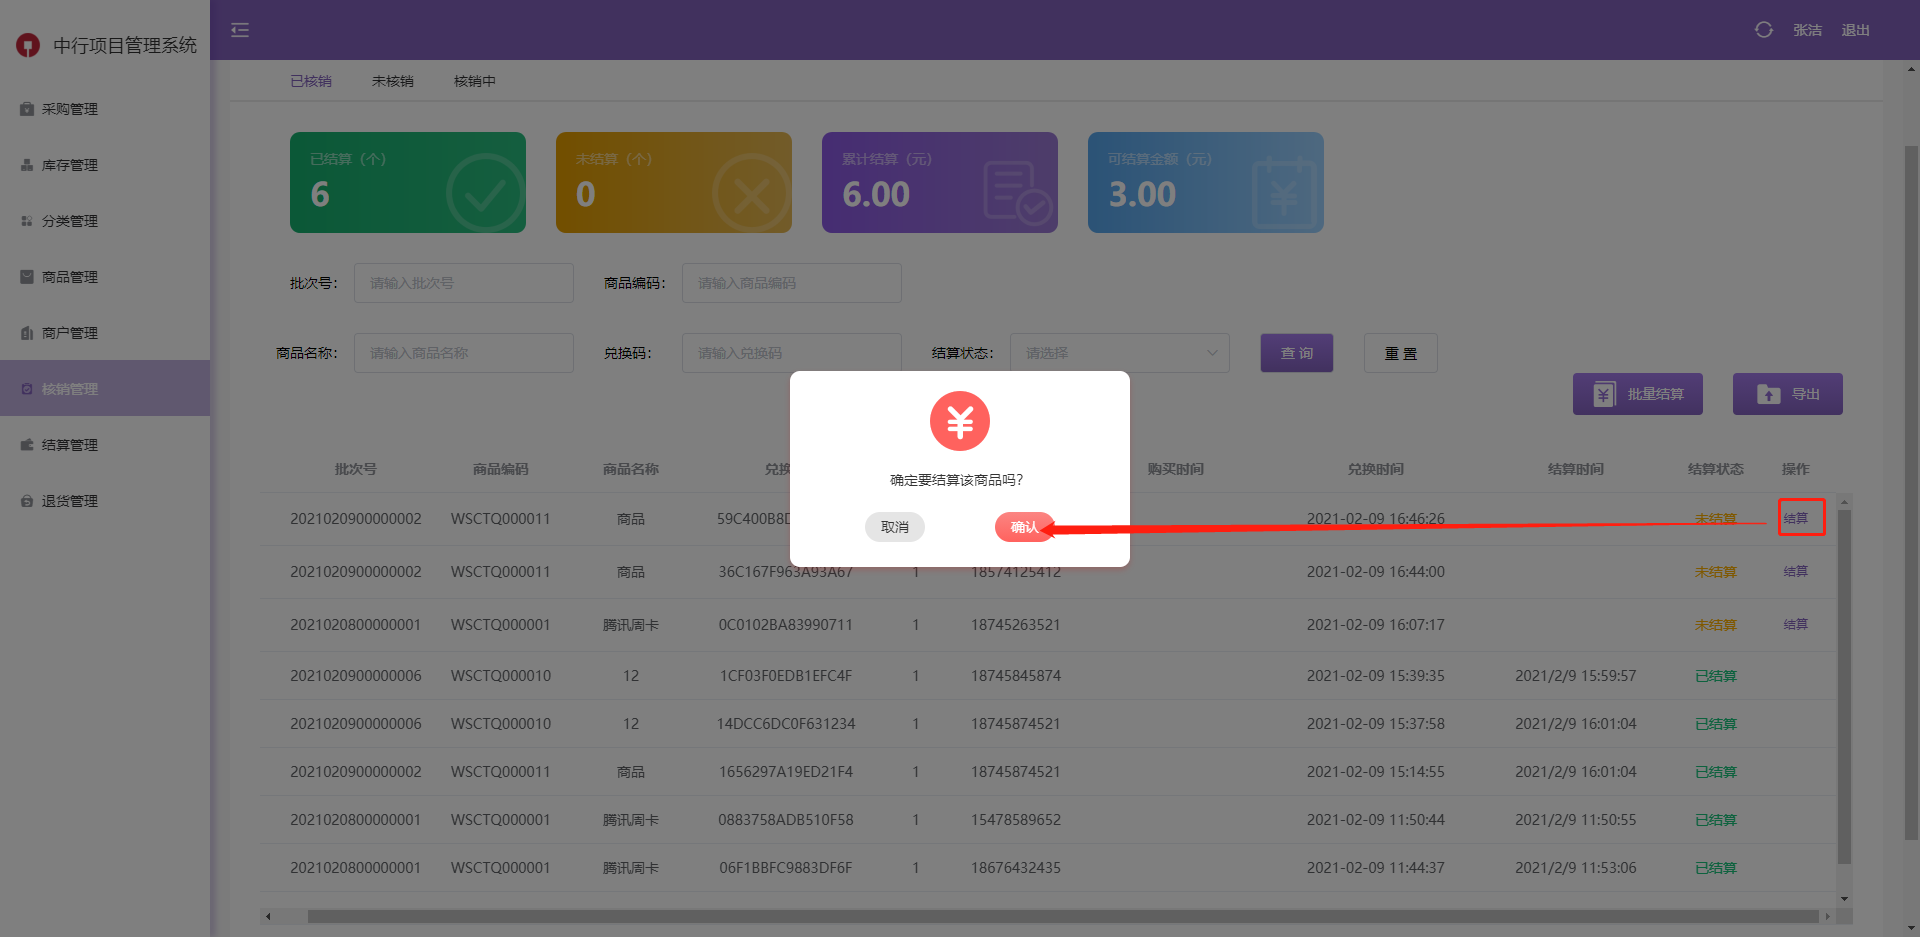 中行项目管理系统
张洁 退出
采购管理
库存管理
分类管理
商品管理
商户管理
核销管理
结算管理
退货管理
已核销 未核销 核销中
已结算（个） 未结算（个） 累计结算（元） 可结算金额（元）
6 0 6.00 3.00
批次号： 请输入批次号 商品编码： 请输入商品编码
商品名称： 请输入商品名称 兑换码： 请输入兑换码 结算状态： 请选择 查 询 重 置
批量结算 导出
确定要结算该商品吗？
取消 确认
批次号 商品编码 商品名称 兑换 购买时间 兑换时间 结算时间 结算状态 操作
2021020900000002 WSCTQ000011 商品 59C400B8 2021-02-09 16:46:26 未结算 结算
2021020900000002 WSCTQ000011 商品 36C167F963A93A67 1 18574125412 2021-02-09 16:44:00 未结算 结算
2021020800000001 WSCTQ000001 腾讯周卡 0C0102BA83990711 1 18745263521 2021-02-09 16:07:17 未结算 结算
2021020900000006 WSCTQ000010 12 1CF03F0EDB1EFC4F 1 18745845874 2021-02-09 15:39:35 2021/2/9 15:59:57 已结算
2021020900000006 WSCTQ000010 12 14DCC6DC0F631234 1 18745874521 2021-02-09 15:37:58 2021/2/9 16:01:04 已结算
2021020900000002 WSCTQ000011 商品 1656297A19ED21F4 1 18745874521 2021-02-09 15:14:55 2021/2/9 16:01:04 已结算
2021020800000001 WSCTQ000001 腾讯周卡 0883758ADB510F58 1 15478589652 2021-02-09 11:50:44 2021/2/9 11:50:55 已结算
2021020800000001 WSCTQ000001 腾讯周卡 06F1BBFC9883DF6F 1 18676432435 2021-02-09 11:44:37 2021/2/9 11:53:06 已结算